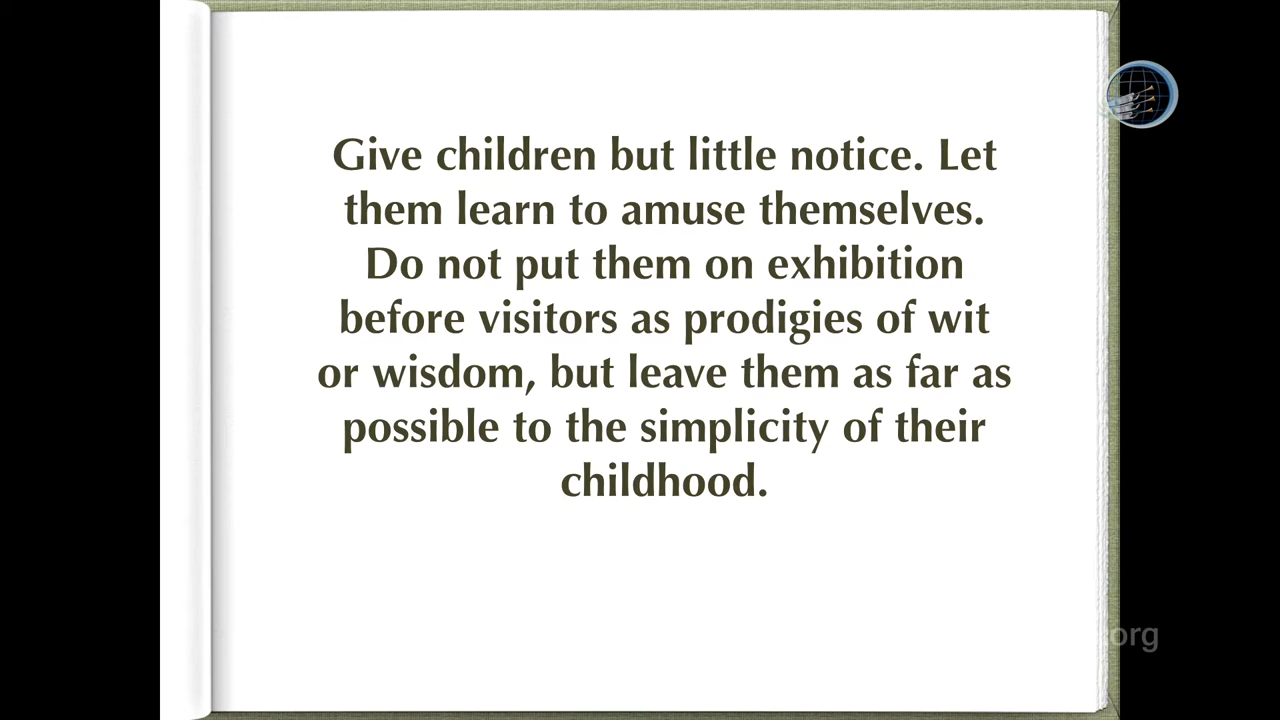 Give children but little notice. Let
them learn to amuse themselves.
Do not put them on exhibition
before visitors as prodigies of wit
or wisdom, but leave them as far as
possible to the simplicity of their
childhood.
.org